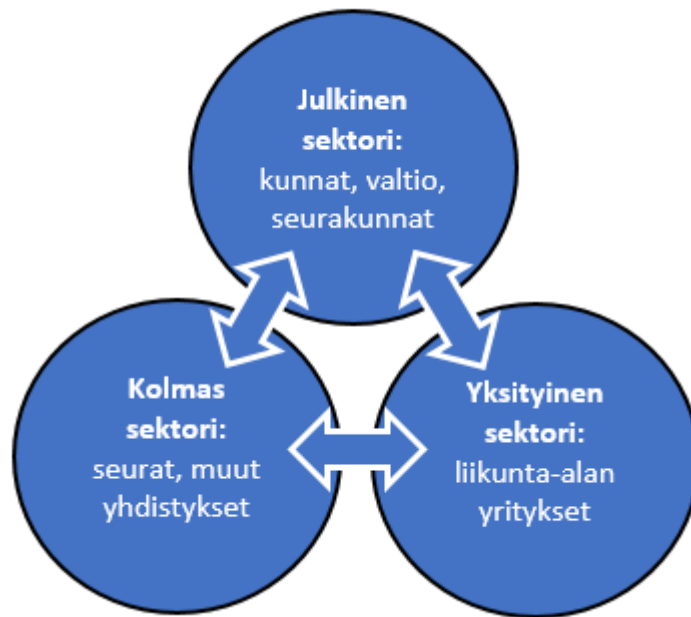 Julkinen
sektori:
kunnat, valtio,
seurakunnat
Kolmas
sektori:
seurat, muut
yhdistykset
Yksityinen
sektori:
liikunta-alan
yritykset